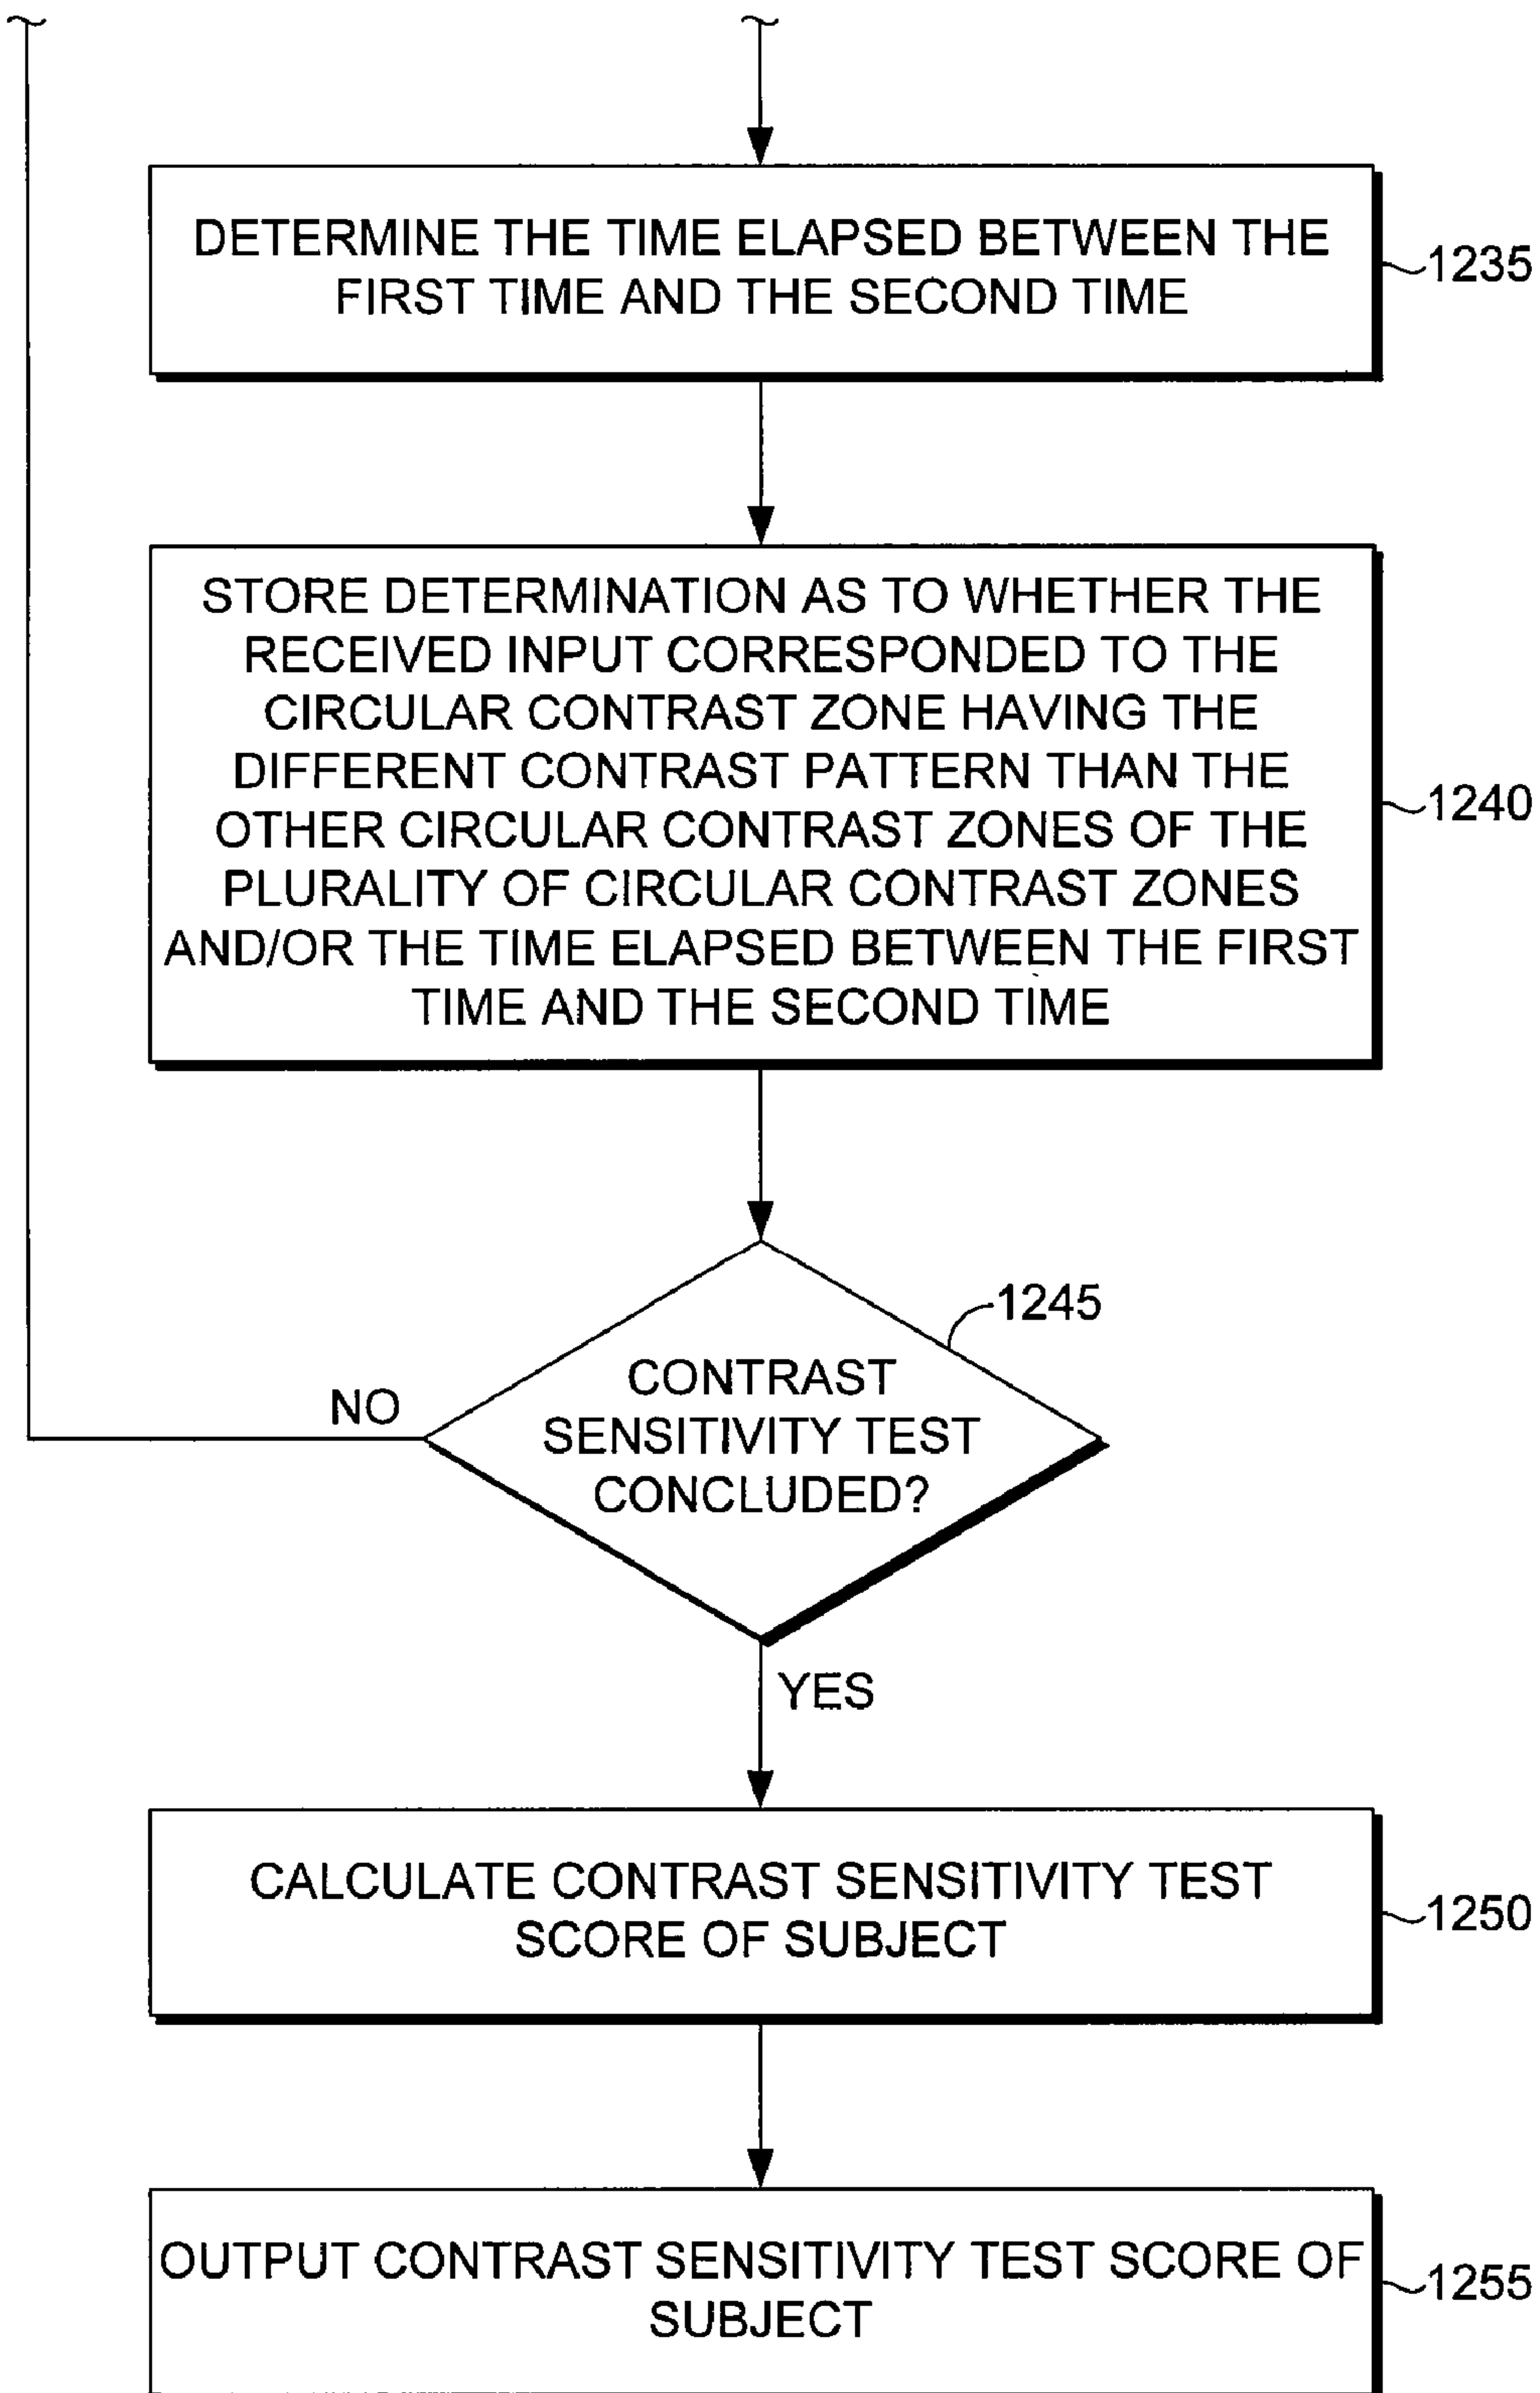 DETERMINE THE TIME ELAPSED BETWEEN THE
FIRST TIME AND THE SECOND TIME
1235
STORE DETERMINATION AS TO WHETHER THE
RECEIVED INPUT CORRESPONDED TO THE
CIRCULAR CONTRAST ZONE HAVING THE
DIFFERENT CONTRAST PATTERN THAN THE
OTHER CIRCULAR CONTRAST ZONES OF THE
PLURALITY OF CIRCULAR CONTRAST ZONES
AND/OR THE TIME ELAPSED BETWEEN THE FIRST
TIME AND THE SECOND TIME
1240
1245
CONTRAST
SENSITIVITY TEST
CONCLUDED?
NO
YES
CALCULATE CONTRAST SENSITIVITY TEST
SCORE OF SUBJECT
1250
OUTPUT CONTRAST SENSITIVITY TEST SCORE OF
SUBJECT
1255